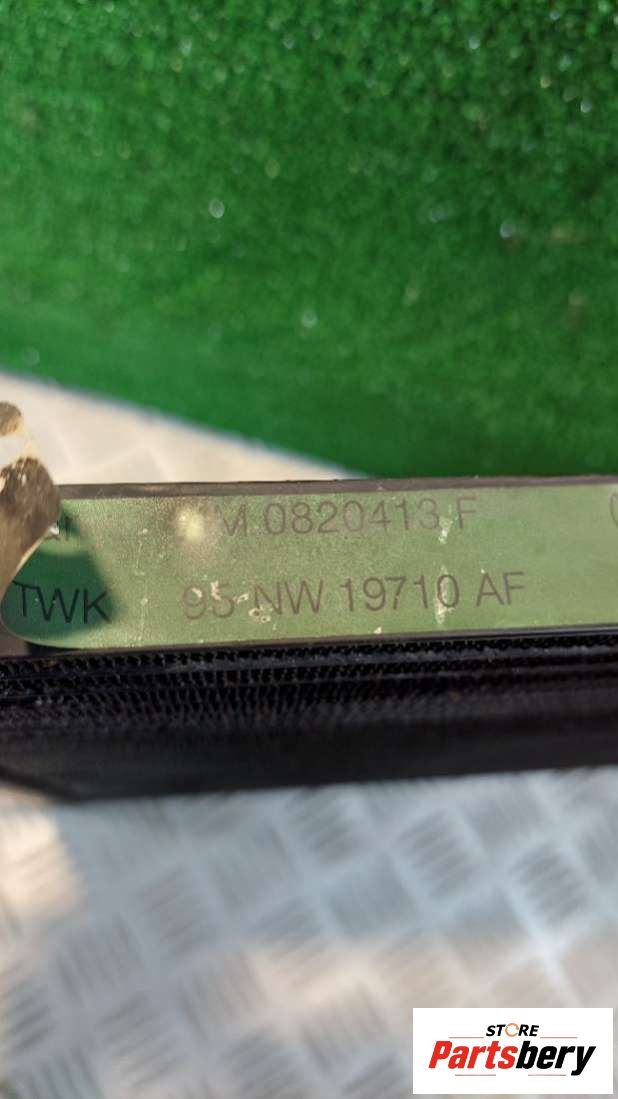 M 0820413 F
TWK 95 NW 19710 AF
STORE
Partsbery